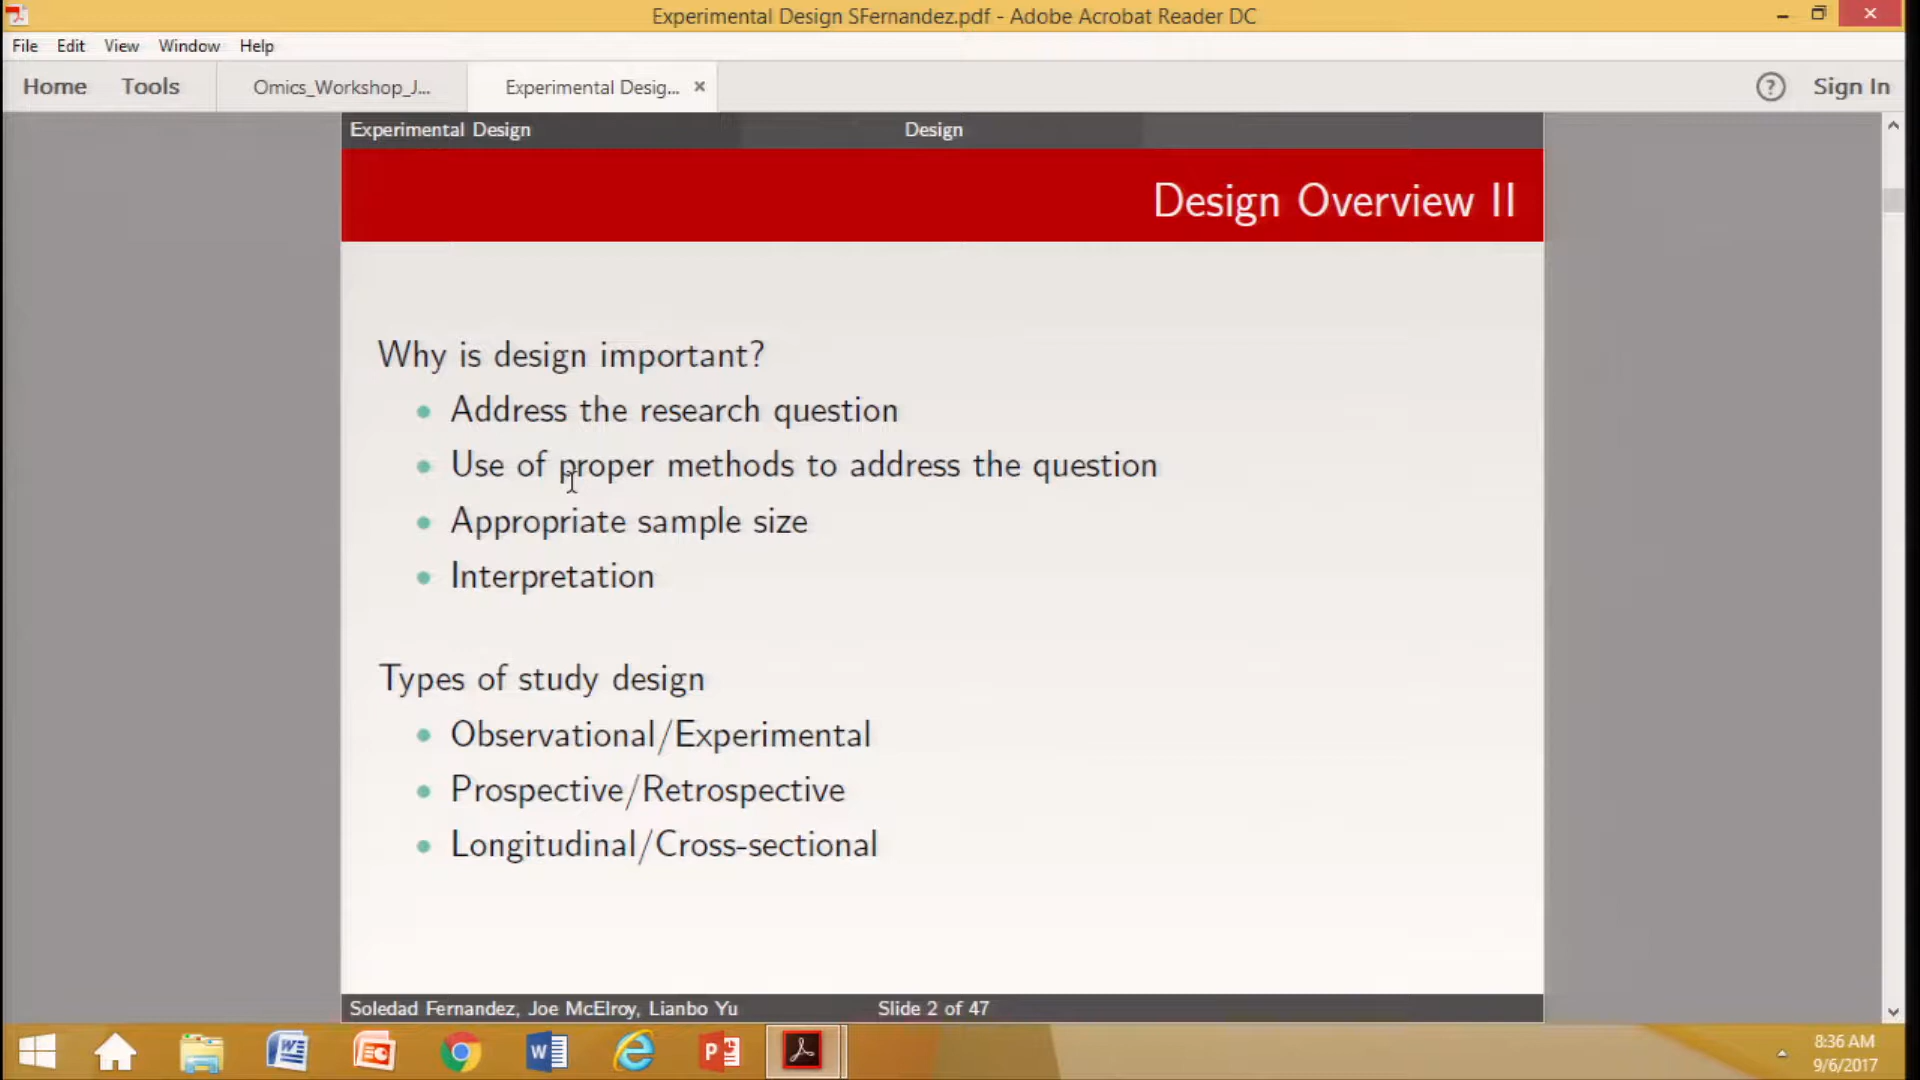 Experimental Design SFernandez.pdf - Adobe Acrobat Reader DC
File Edit View Window Help
Home Tools Omics_Workshop_J... Experimental Desig... × ? Sign In
Experimental Design Design
Design Overview II
Why is design important?
Address the research question
Use of proper methods to address the question
Appropriate sample size
Interpretation
Types of study design
Observational/Experimental
Prospective/Retrospective
Longitudinal/Cross-sectional
Soledad Fernandez, Joe McElroy, Lianbo Yu Slide 2 of 47
8:36 AM
9/6/2017